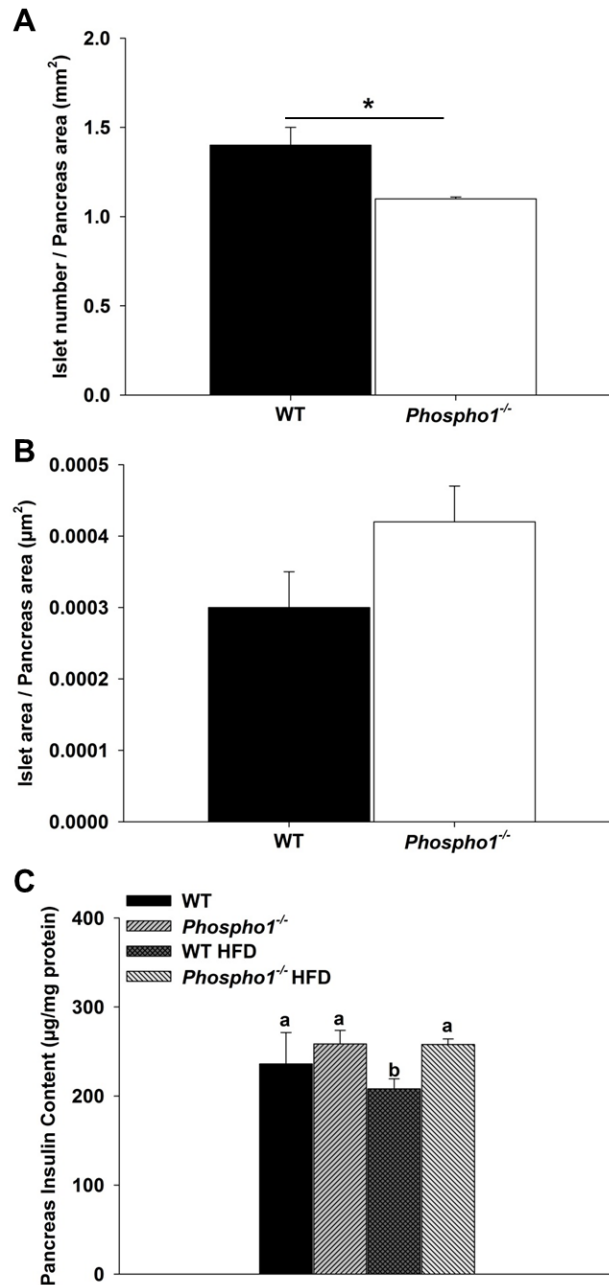 A
Islet number / Pancreas area (mm²)
2.0
1.5
1.0
0.5
0.0
*
WT
Phospho1⁻/⁻
B
Islet area / Pancreas area (µm²)
0.0005
0.0004
0.0003
0.0002
0.0001
0.0000
WT
Phospho1⁻/⁻
C
WT
Phospho1⁻/⁻
WT HFD
Phospho1⁻/⁻ HFD
Pancreas Insulin Content (µg/mg protein)
400
300
200
100
0
a
a
b
a